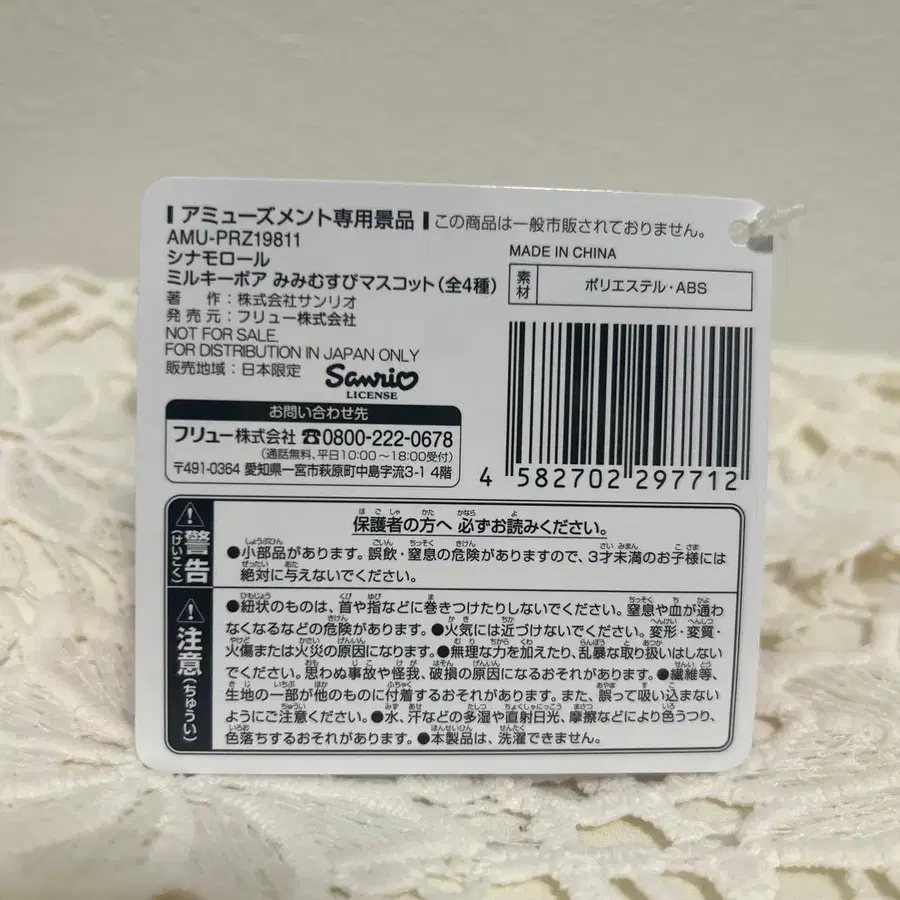 アミューズメント専用景品 この商品は一般市販されておりません。
AMU-PRZ19811
シナモロール
ミルキーボア みみむすびマスコット(全4種)
著 作:株式会社サンリオ
発 売 元:フリュー株式会社
NOT FOR SALE.
FOR DISTRIBUTION IN JAPAN ONLY
販売地域:日本限定
Sanrio
LICENSE
MADE IN CHINA
素材 ポリエステル・ABS
お問い合わせ先
フリュー株式会社 ☎0800-222-0678
(通話無料、平日10:00~18:00受付)
〒491-0364 愛知県一宮市萩原町中島字流3-1 4階
4 582702 297712
警告(けいこく)
保護者の方へ 必ずお読みください。
●小部品があります。誤飲・窒息の危険がありますので、3才未満のお子様には
絶対に与えないでください。
注意(ちゅうい)
●紐状のものは、首や指などに巻きつけたりしないでください。窒息や血が通わ
なくなるなどの危険があります。●火気には近づけないでください。変形・変質・
火傷または火災の原因になります。●無理な力を加えたり、乱暴な取り扱いはしない
でください。思わぬ事故や怪我、破損の原因になるおそれがあります。●繊維等、
生地の一部が他のものに付着するおそれがあります。また、誤って吸い込まない
ようにご注意ください。●水、汗などの多湿や直射日光、摩擦などにより色うつり、
色落ちするおそれがあります。●本製品は、洗濯できません。